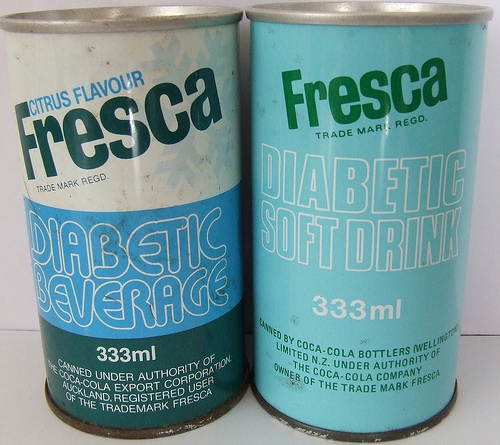 CITRUS FLAVOUR
Fresca
TRADE MARK REGD.
DIABETIC
BEVERAGE
333ml
CANNED UNDER AUTHORITY OF
THE COCA-COLA EXPORT CORPORATION.
AUCKLAND, REGISTERED USER
OF THE TRADEMARK FRESCA
Fresca
TRADE MARK REGD.
DIABETIC
SOFT DRINK
333ml
CANNED BY COCA-COLA BOTTLERS (WELLINGTON)
LIMITED N.Z. UNDER AUTHORITY OF
THE COCA-COLA COMPANY
OWNER OF THE TRADE MARK FRESCA